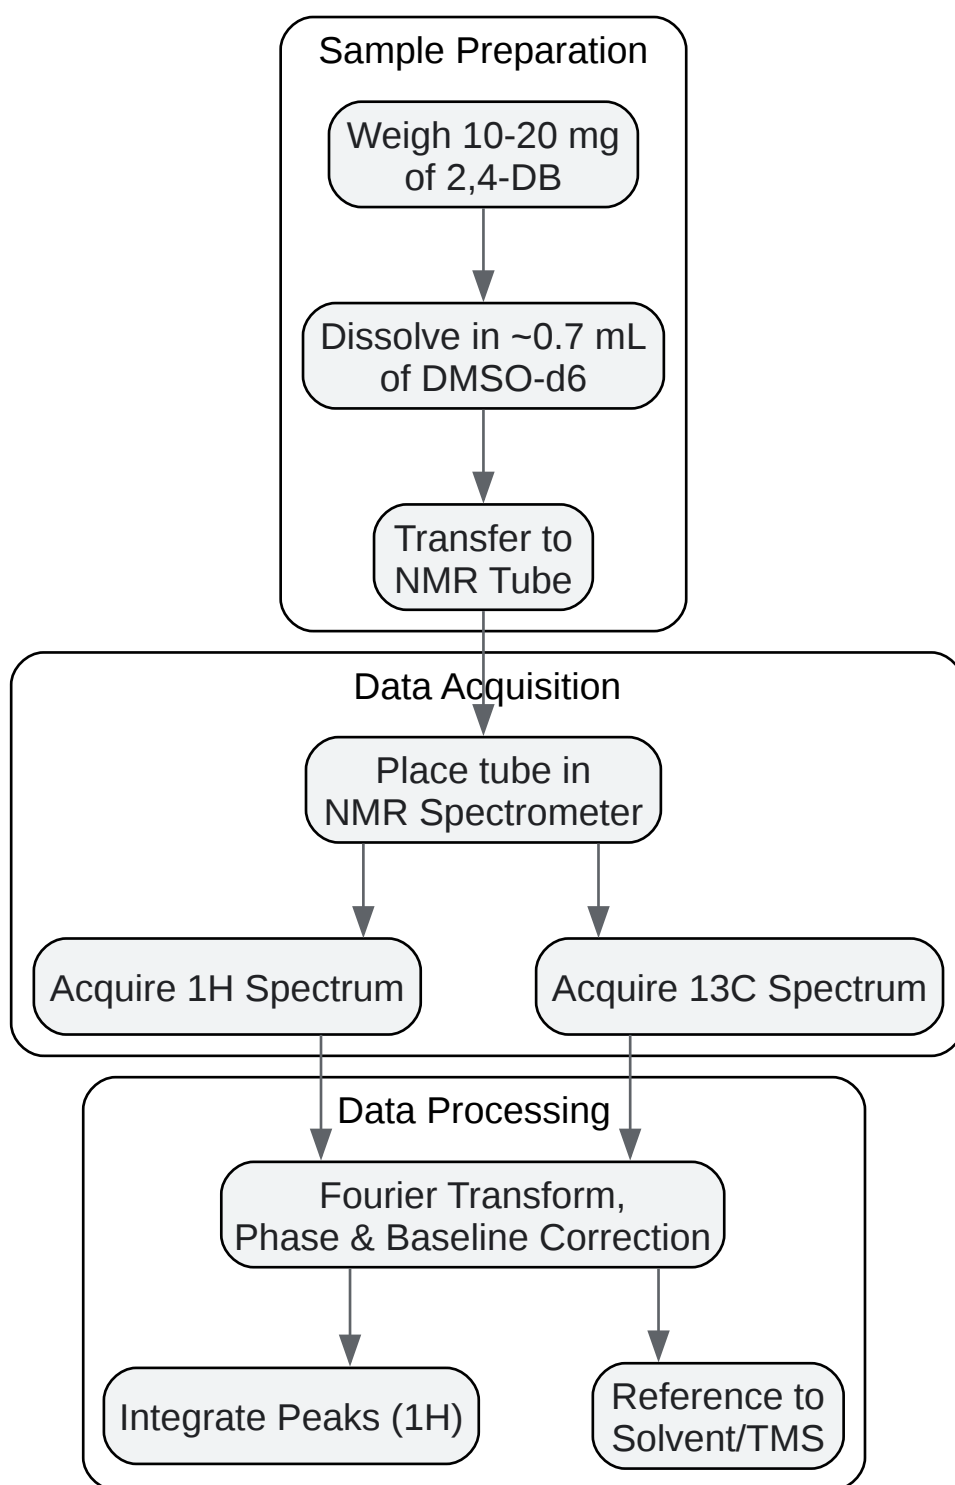 Sample Preparation
Weigh 10-20 mg
of 2,4-DB
Dissolve in ~0.7 mL
of DMSO-d6
Transfer to
NMR Tube
Data Acquisition
Place tube in
NMR Spectrometer
Acquire 1H Spectrum
Acquire 13C Spectrum
Data Processing
Fourier Transform,
Phase & Baseline Correction
Integrate Peaks (1H)
Reference to
Solvent/TMS